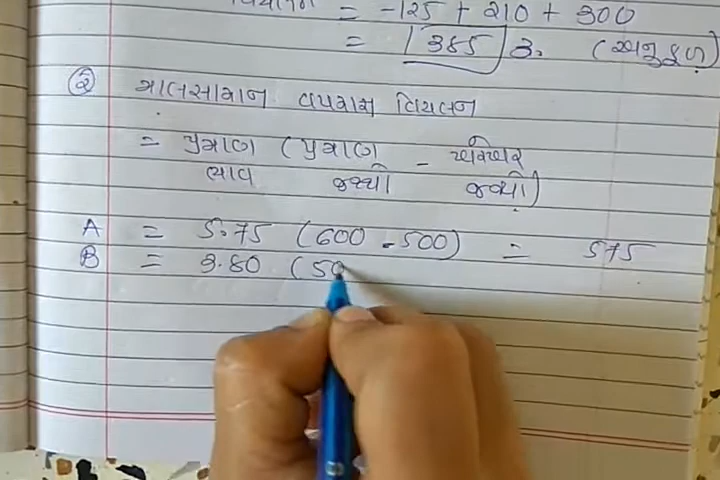 = -125 + 210 + 300
= 385 રૂ. (અનુકુળ)
૨ માલસામાન વપરાશ વિચલન
= પ્રમાણ ( પ્રમાણ - ખરેખર
ભાવ જથ્થો જથ્થો)
A = 5.75 (600 - 500) = 575
B = 3.80 (50